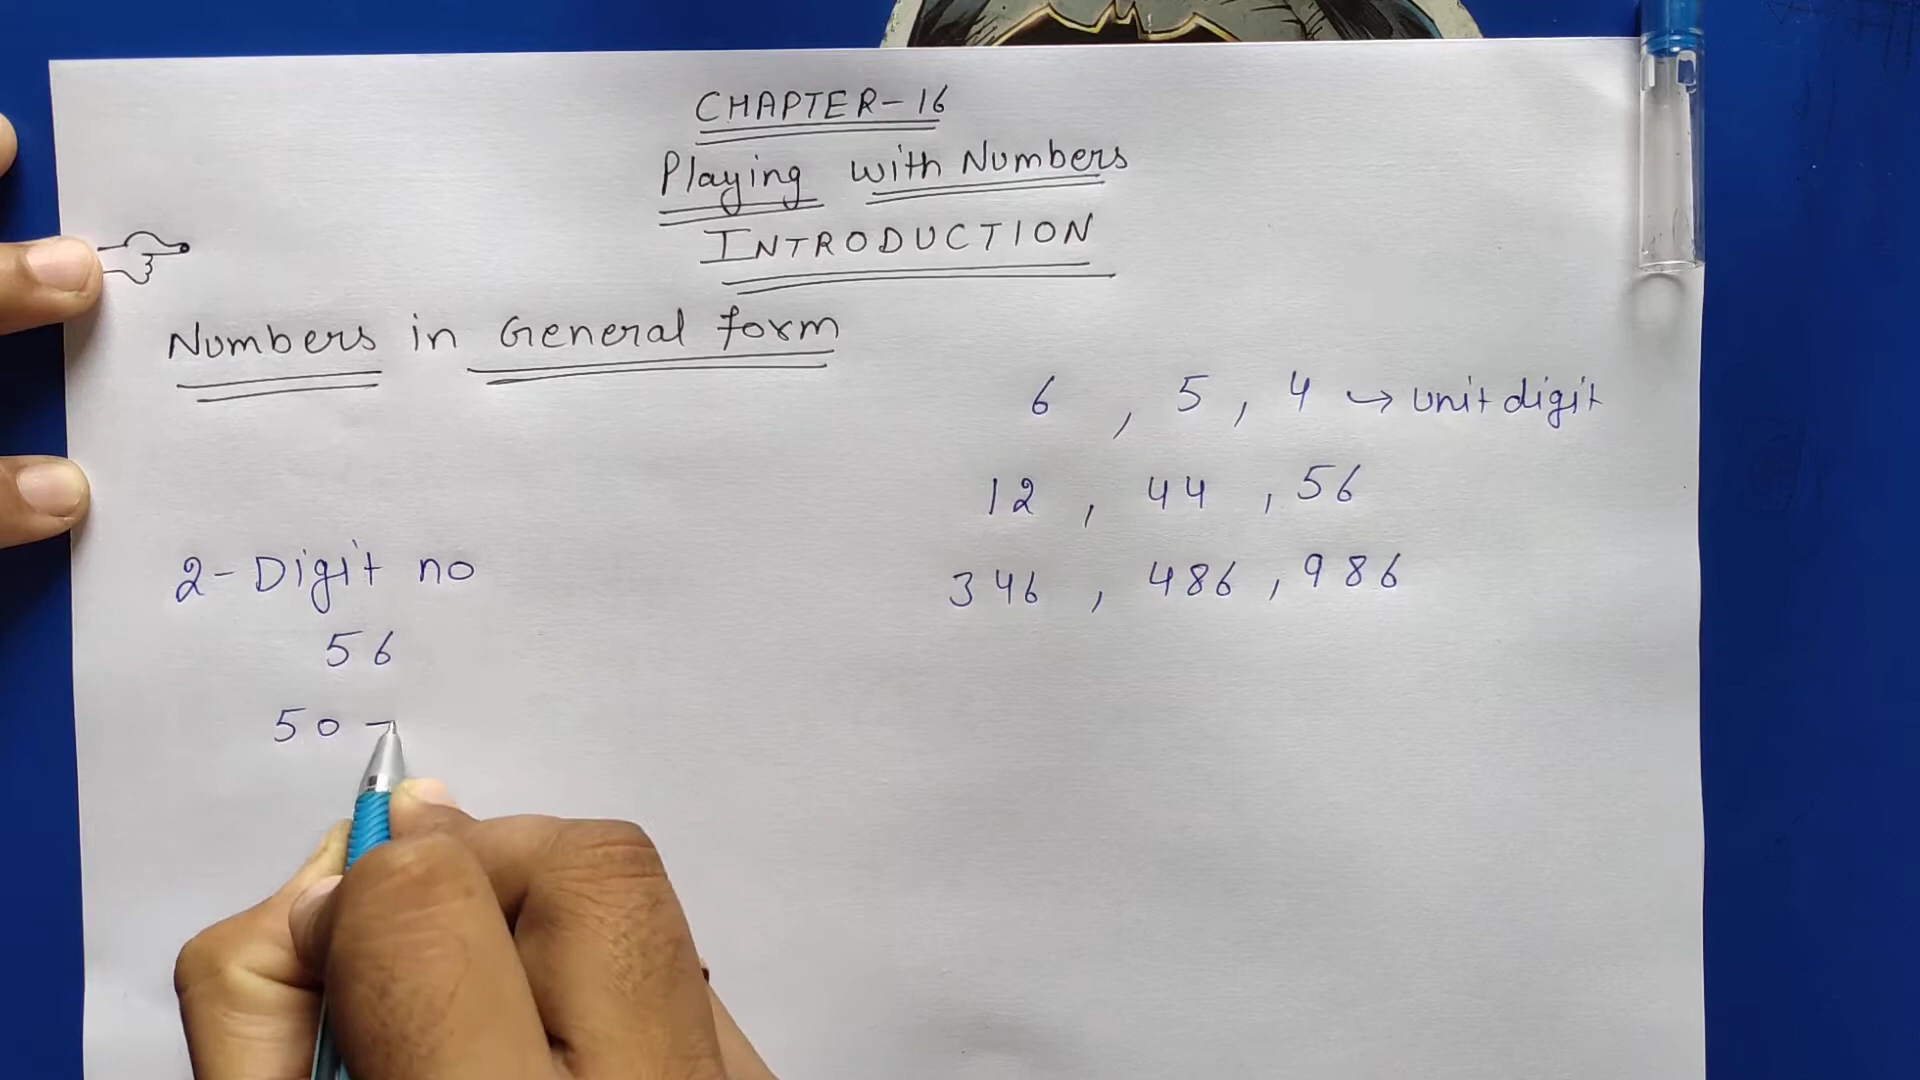 CHAPTER-16
Playing with Numbers
INTRODUCTION
Numbers in General form
6 , 5 , 4 → unit digit
12 , 44 , 56
346 , 486 , 986
2-Digit no
56
50 -